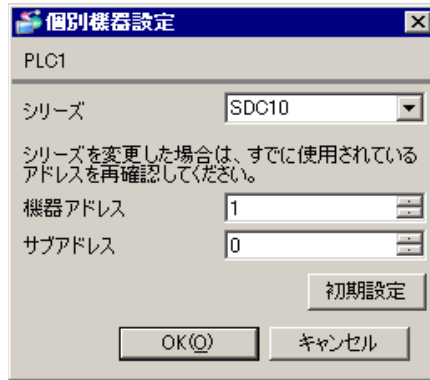 個別機器設定
PLC1
シリーズ SDC10
シリーズを変更した場合は、すでに使用されている
アドレスを再確認してください。
機器アドレス 1
サブアドレス 0
初期設定
OK(O) キャンセル